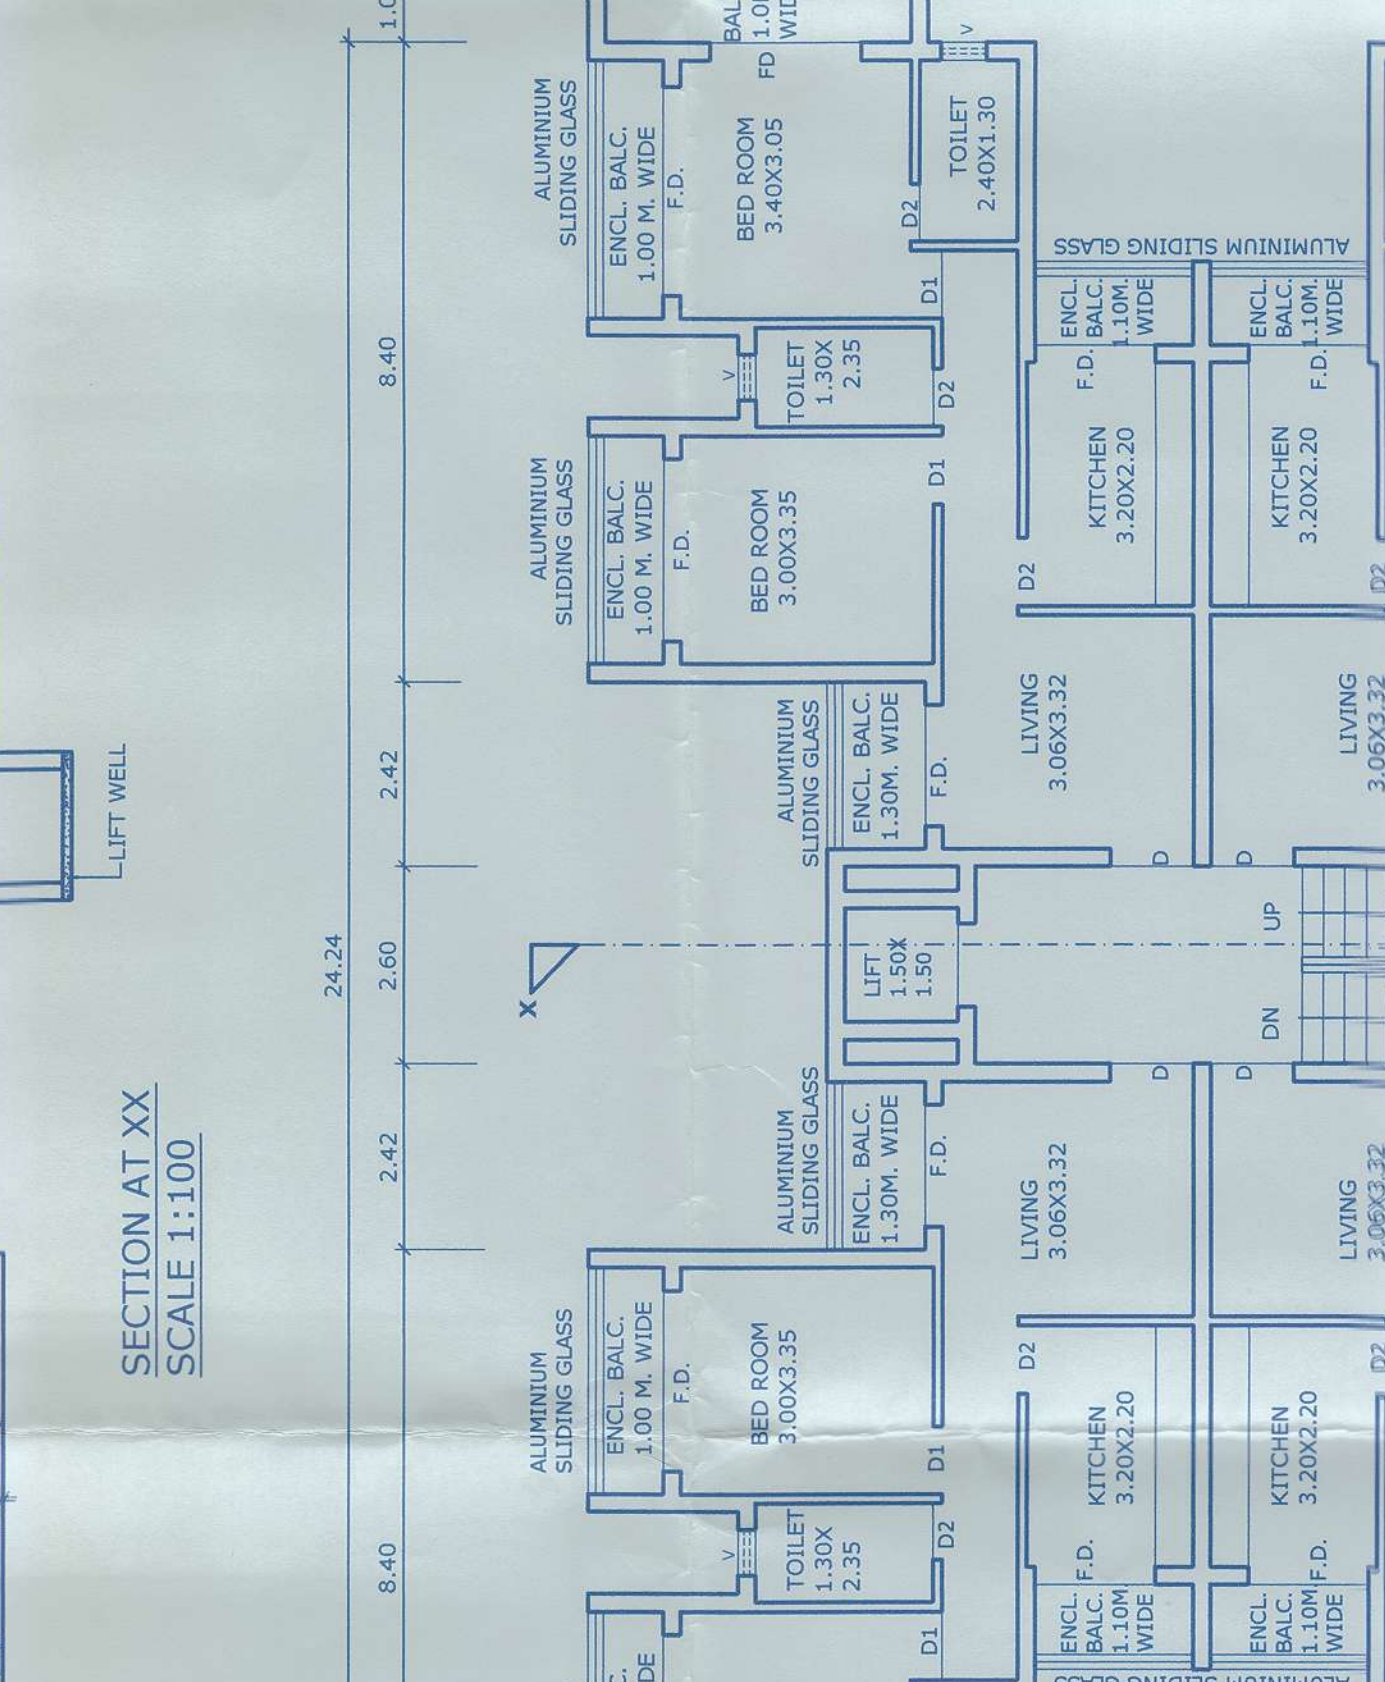 SECTION AT XX
SCALE 1:100
LIFT WELL
24.24
8.40
2.42
2.60
2.42
8.40
X
ALUMINIUM
SLIDING GLASS
ENCL. BALC.
1.00 M. WIDE
F.D.
BED ROOM
3.40X3.05
FD
D1
D2
TOILET
2.40X1.30
V
V
TOILET
1.30X
2.35
D2
ALUMINIUM
SLIDING GLASS
ENCL. BALC.
1.00 M. WIDE
F.D.
BED ROOM
3.00X3.35
D1
ALUMINIUM SLIDING GLASS
ENCL.
BALC.
1.10M.
WIDE
F.D.
KITCHEN
3.20X2.20
D2
ENCL.
BALC.
1.10M.
WIDE
F.D.
KITCHEN
3.20X2.20
D2
ALUMINIUM
SLIDING GLASS
ENCL. BALC.
1.30M. WIDE
F.D.
LIVING
3.06X3.32
D
LIVING
3.06X3.32
D
LIFT
1.50X
1.50
UP
DN
ALUMINIUM
SLIDING GLASS
ENCL. BALC.
1.30M. WIDE
F.D.
LIVING
3.06X3.32
D
LIVING
3.06X3.32
D
ALUMINIUM
SLIDING GLASS
ENCL. BALC.
1.00 M. WIDE
F.D.
BED ROOM
3.00X3.35
D1
D2
V
TOILET
1.30X
2.35
D2
KITCHEN
3.20X2.20
F.D.
ENCL.
BALC.
1.10M
WIDE
D2
KITCHEN
3.20X2.20
F.D.
ENCL.
BALC.
1.10M.
WIDE
D1